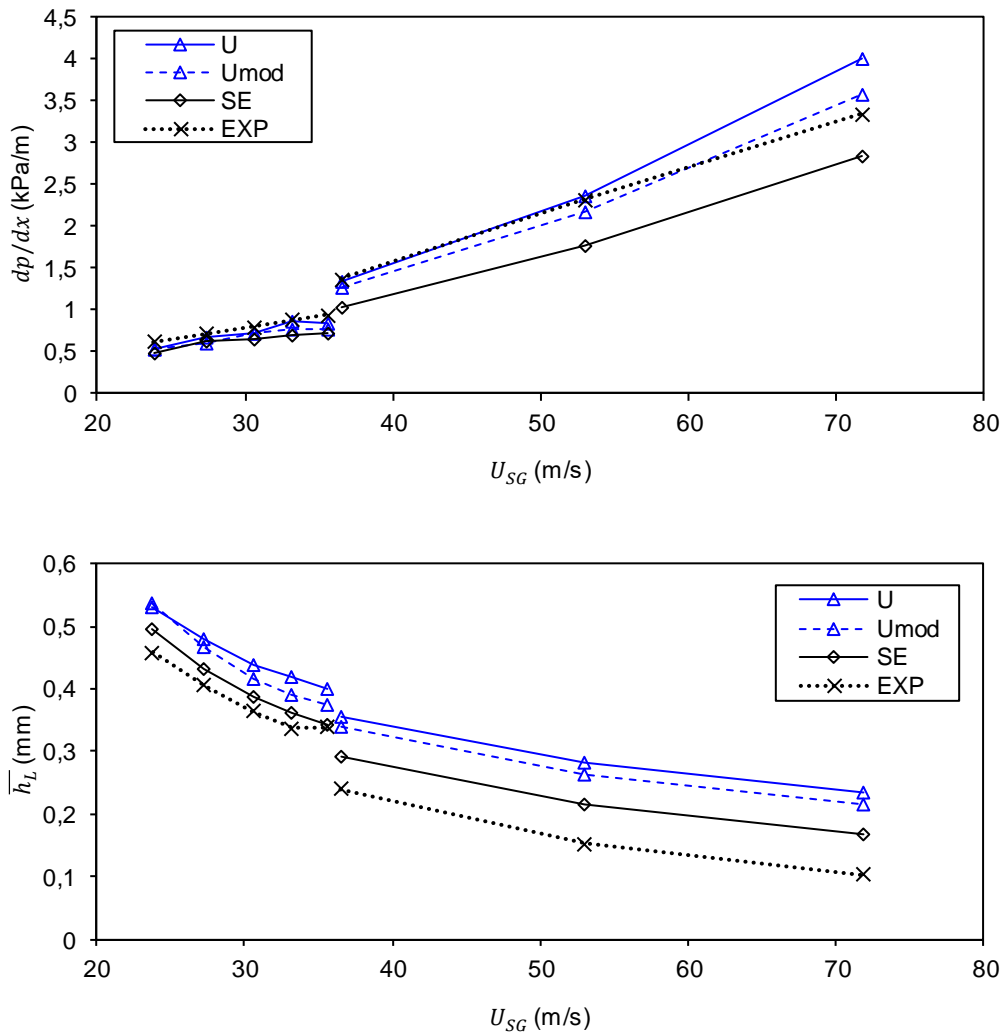 4,5
4
3,5
3
2,5
2
1,5
1
0,5
0
dp/dx (kPa/m)
U
Umod
SE
EXP
20 30 40 50 60 70 80
U_SG (m/s)
0,6
0,5
0,4
0,3
0,2
0,1
0
h̅_L̅ (mm)
U
Umod
SE
EXP
20 30 40 50 60 70 80
U_SG (m/s)